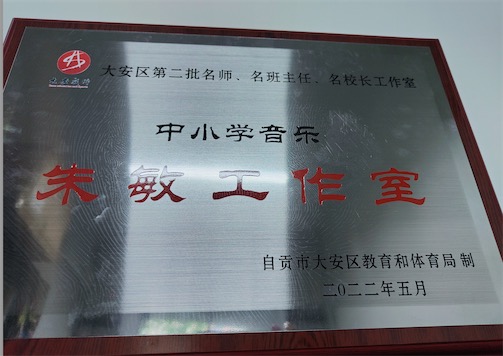 大安区第二批名师、名班主任、名校长工作室
中小学音乐
朱敏工作室
自贡市大安区教育和体育局 制
二〇二二年五月